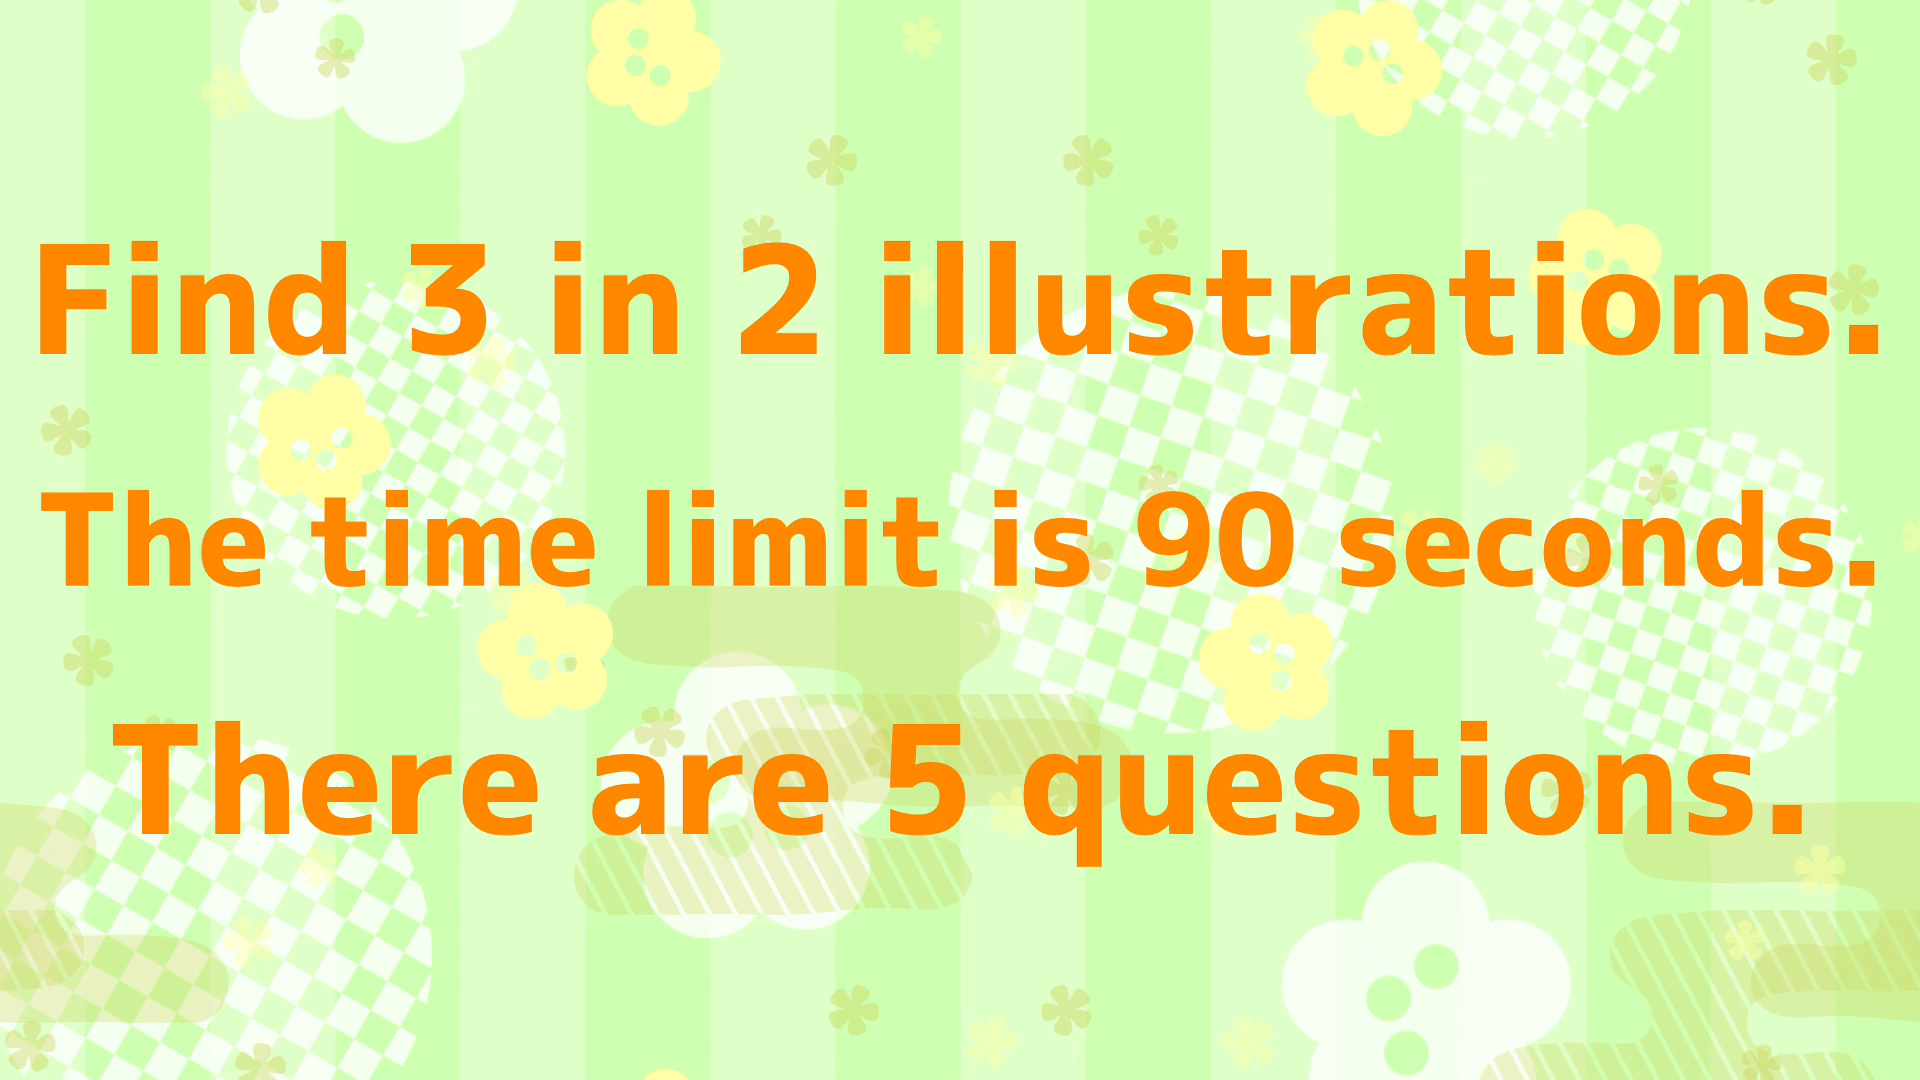 Find 3 in 2 illustrations.
The time limit is 90 seconds.
There are 5 questions.